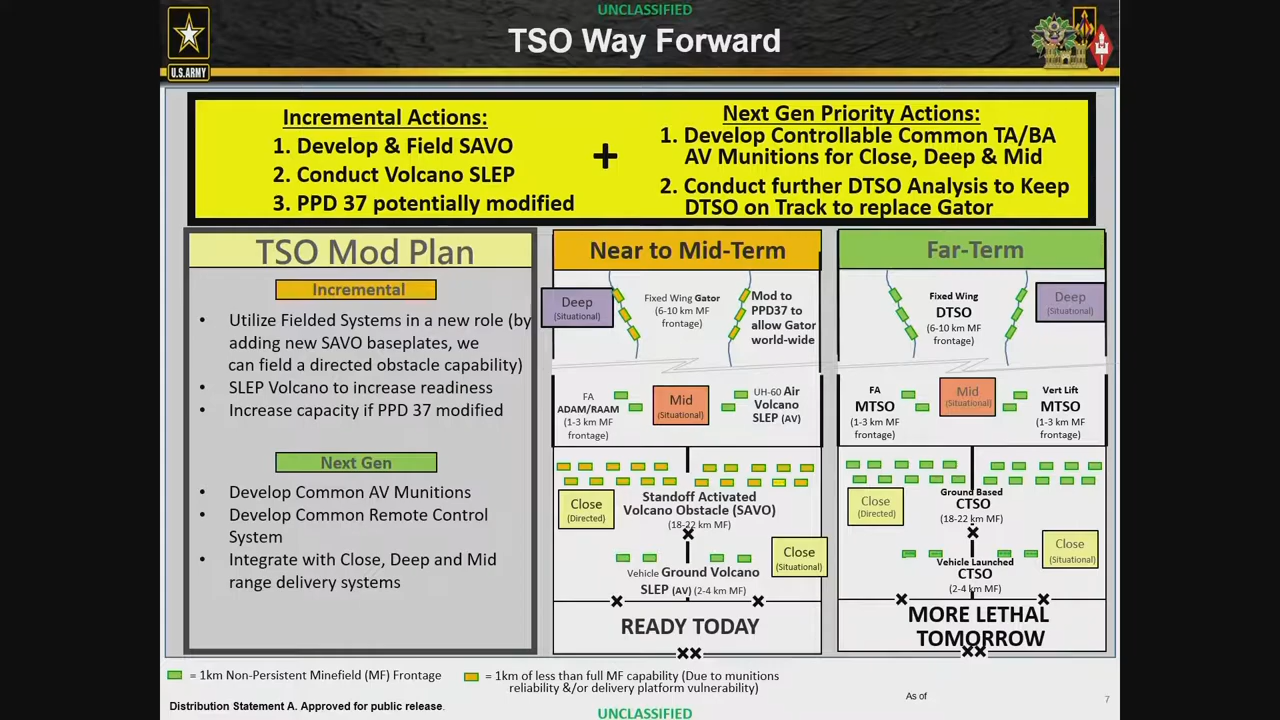 UNCLASSIFIED
TSO Way Forward
U.S.ARMY
Incremental Actions:
1. Develop & Field SAVO
2. Conduct Volcano SLEP
3. PPD 37 potentially modified
+
Next Gen Priority Actions:
1. Develop Controllable Common TA/BA
AV Munitions for Close, Deep & Mid
2. Conduct further DTSO Analysis to Keep
DTSO on Track to replace Gator
TSO Mod Plan
Incremental
• Utilize Fielded Systems in a new role (by
adding new SAVO baseplates, we
can field a directed obstacle capability)
• SLEP Volcano to increase readiness
• Increase capacity if PPD 37 modified
Next Gen
• Develop Common AV Munitions
• Develop Common Remote Control
System
• Integrate with Close, Deep and Mid
range delivery systems
Near to Mid-Term
Deep
(Situational)
Fixed Wing Gator
(6-10 km MF
frontage)
Mod to
PPD37 to
allow Gator
world-wide
FA
ADAM/RAAM
(1-3 km MF
frontage)
Mid
(Situational)
UH-60 Air
Volcano
SLEP (AV)
Close
(Directed)
Standoff Activated
Volcano Obstacle (SAVO)
(18-22 km MF)
Close
(Situational)
Vehicle Ground Volcano
SLEP (AV) (2-4 km MF)
READY TODAY
Far-Term
Fixed Wing
DTSO
(6-10 km MF
frontage)
Deep
(Situational)
FA
MTSO
(1-3 km MF
frontage)
Mid
(Situational)
Vert Lift
MTSO
(1-3 km MF
frontage)
Close
(Directed)
Ground Based
CTSO
(18-22 km MF)
Close
(Situational)
Vehicle Launched
CTSO
(2-4 km MF)
MORE LETHAL
TOMORROW
= 1km Non-Persistent Minefield (MF) Frontage
= 1km of less than full MF capability (Due to munitions
reliability &/or delivery platform vulnerability)
Distribution Statement A. Approved for public release.
As of
7
UNCLASSIFIED